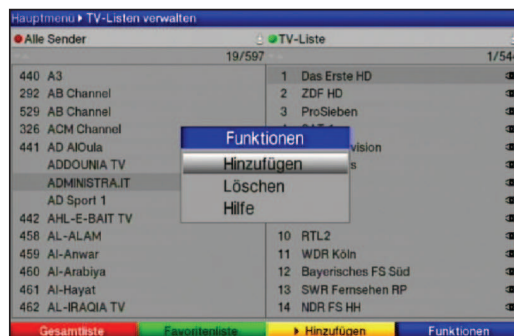 Hauptmenü ▸ TV-Listen verwalten
Alle Sender
19/597
440 A3
292 AB Channel
529 AB Channel
326 ACM Channel
441 AD AlOula
ADDOUNIA TV
ADMINISTRA.IT
AD Sport 1
442 AHL-E-BAIT TV
458 AL-ALAM
459 Al-Anwar
460 Al-Arabiya
461 Al-Hayat
462 AL-IRAQIA TV
TV-Liste
1/544
1 Das Erste HD
2 ZDF HD
3 ProSieben
10 RTL2
11 WDR Köln
12 Bayerisches FS Süd
13 SWR Fernsehen RP
14 NDR FS HH
Funktionen
Hinzufügen
Löschen
Hilfe
Gesamtliste
Favoritenliste
▸ Hinzufügen
Funktionen